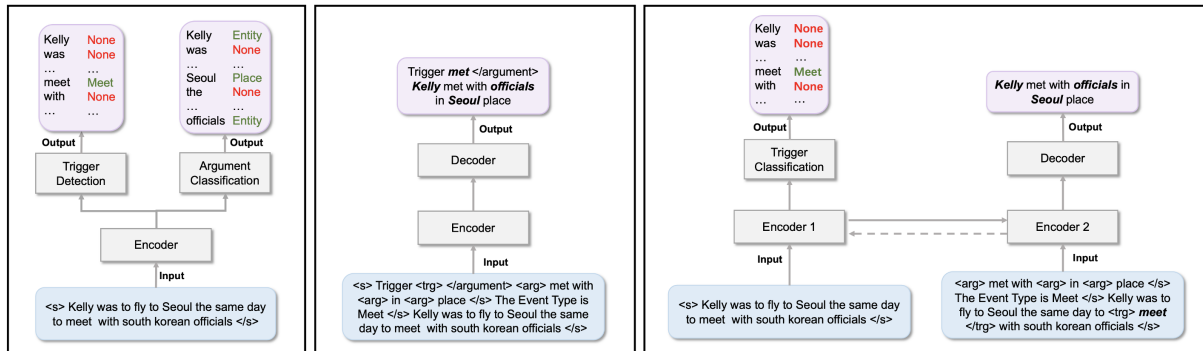 Kelly None
was None
… …
meet Meet
with None
… …
Kelly Entity
was None
… …
Seoul Place
the None
… …
officials Entity
Output
Output
Trigger
Detection
Argument
Classification
Encoder
Input
<s> Kelly was to fly to Seoul the same day
to meet with south korean officials </s>
Trigger met </argument>
Kelly met with officials
in Seoul place
Output
Decoder
Encoder
Input
<s> Trigger <trg> </argument> <arg> met with
<arg> in <arg> place </s> The Event Type is
Meet </s> Kelly was to fly to Seoul the same
day to meet with south korean officials </s>
Kelly None
was None
… …
meet Meet
with None
… …
Output
Trigger
Classification
Encoder 1
Input
<s> Kelly was to fly to Seoul the same day
to meet with south korean officials </s>
Kelly met with officials in
Seoul place
Output
Decoder
Encoder 2
Input
<arg> met with <arg> in <arg> place </s>
The Event Type is Meet </s> Kelly was to
fly to Seoul the same day to <trg> meet
</trg> with south korean officials </s>